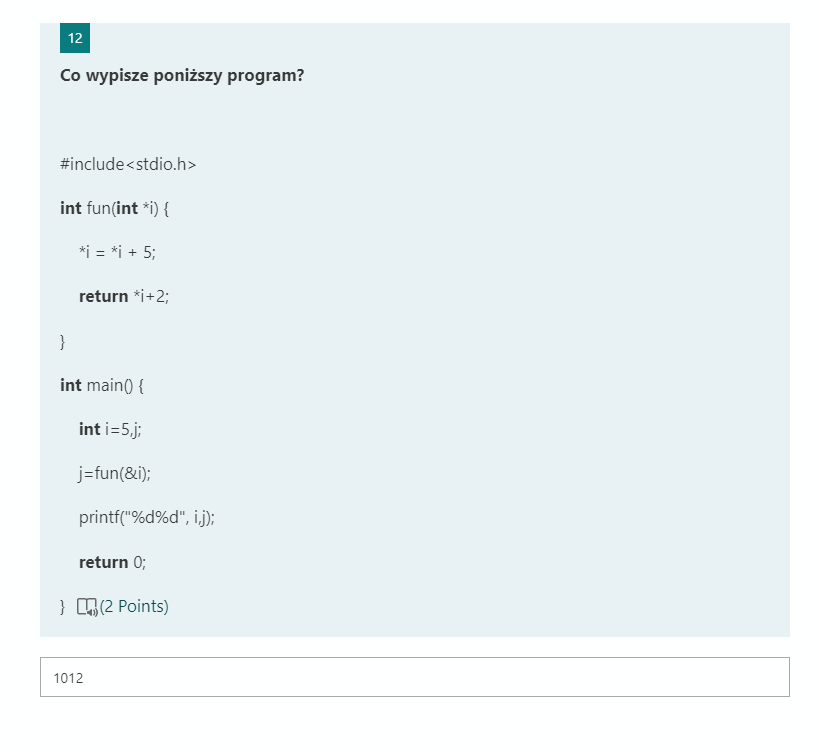 12
Co wypisze poniższy program?
#include<stdio.h>
int fun(int *i) {
*i = *i + 5;
return *i+2;
}
int main() {
int i=5,j;
j=fun(&i);
printf("%d%d", i,j);
return 0;
} (2 Points)
1012